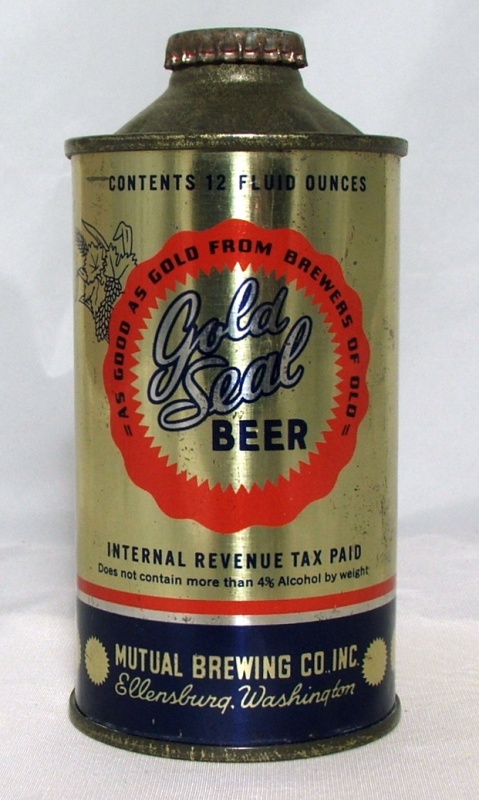 CONTENTS 12 FLUID OUNCES
= AS GOOD AS GOLD FROM BREWERS OF OLD =
Gold
Seal
BEER
INTERNAL REVENUE TAX PAID
Does not contain more than 4% Alcohol by weight
MUTUAL BREWING CO., INC.
Ellensburg, Washington